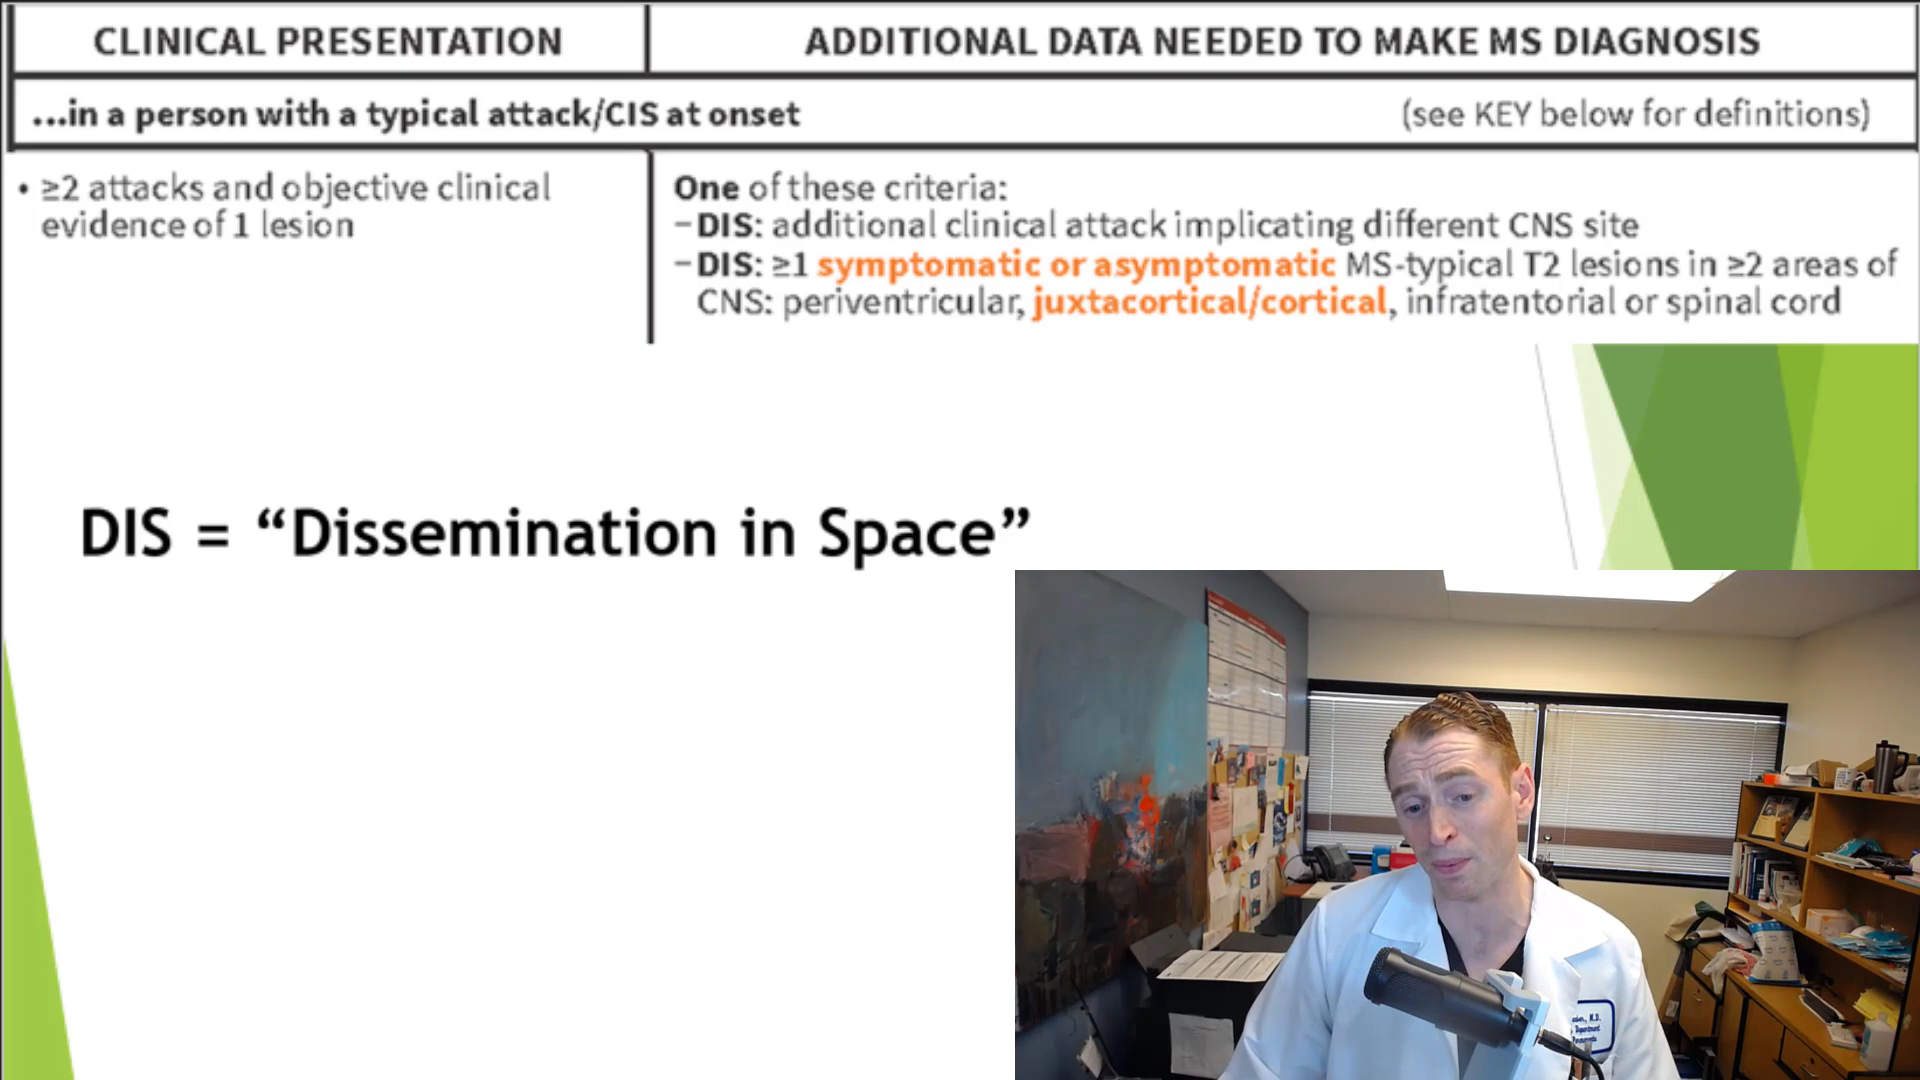 CLINICAL PRESENTATION
ADDITIONAL DATA NEEDED TO MAKE MS DIAGNOSIS
...in a person with a typical attack/CIS at onset
(see KEY below for definitions)
• ≥2 attacks and objective clinical
evidence of 1 lesion
One of these criteria:
– DIS: additional clinical attack implicating different CNS site
– DIS: ≥1 symptomatic or asymptomatic MS-typical T2 lesions in ≥2 areas of
CNS: periventricular, juxtacortical/cortical, infratentorial or spinal cord
DIS = “Dissemination in Space”
M.D.
Department